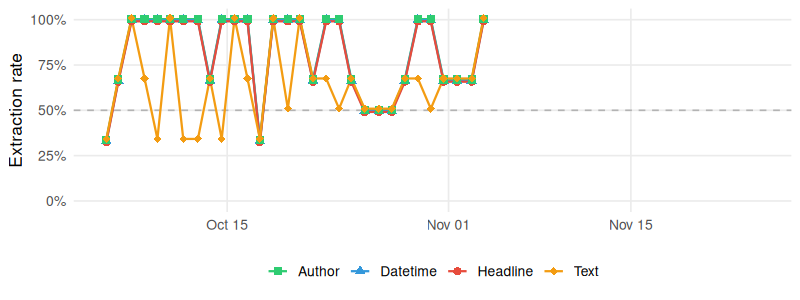 Extraction rate
100%
75%
50%
25%
0%
Oct 15 Nov 01 Nov 15
Author Datetime Headline Text